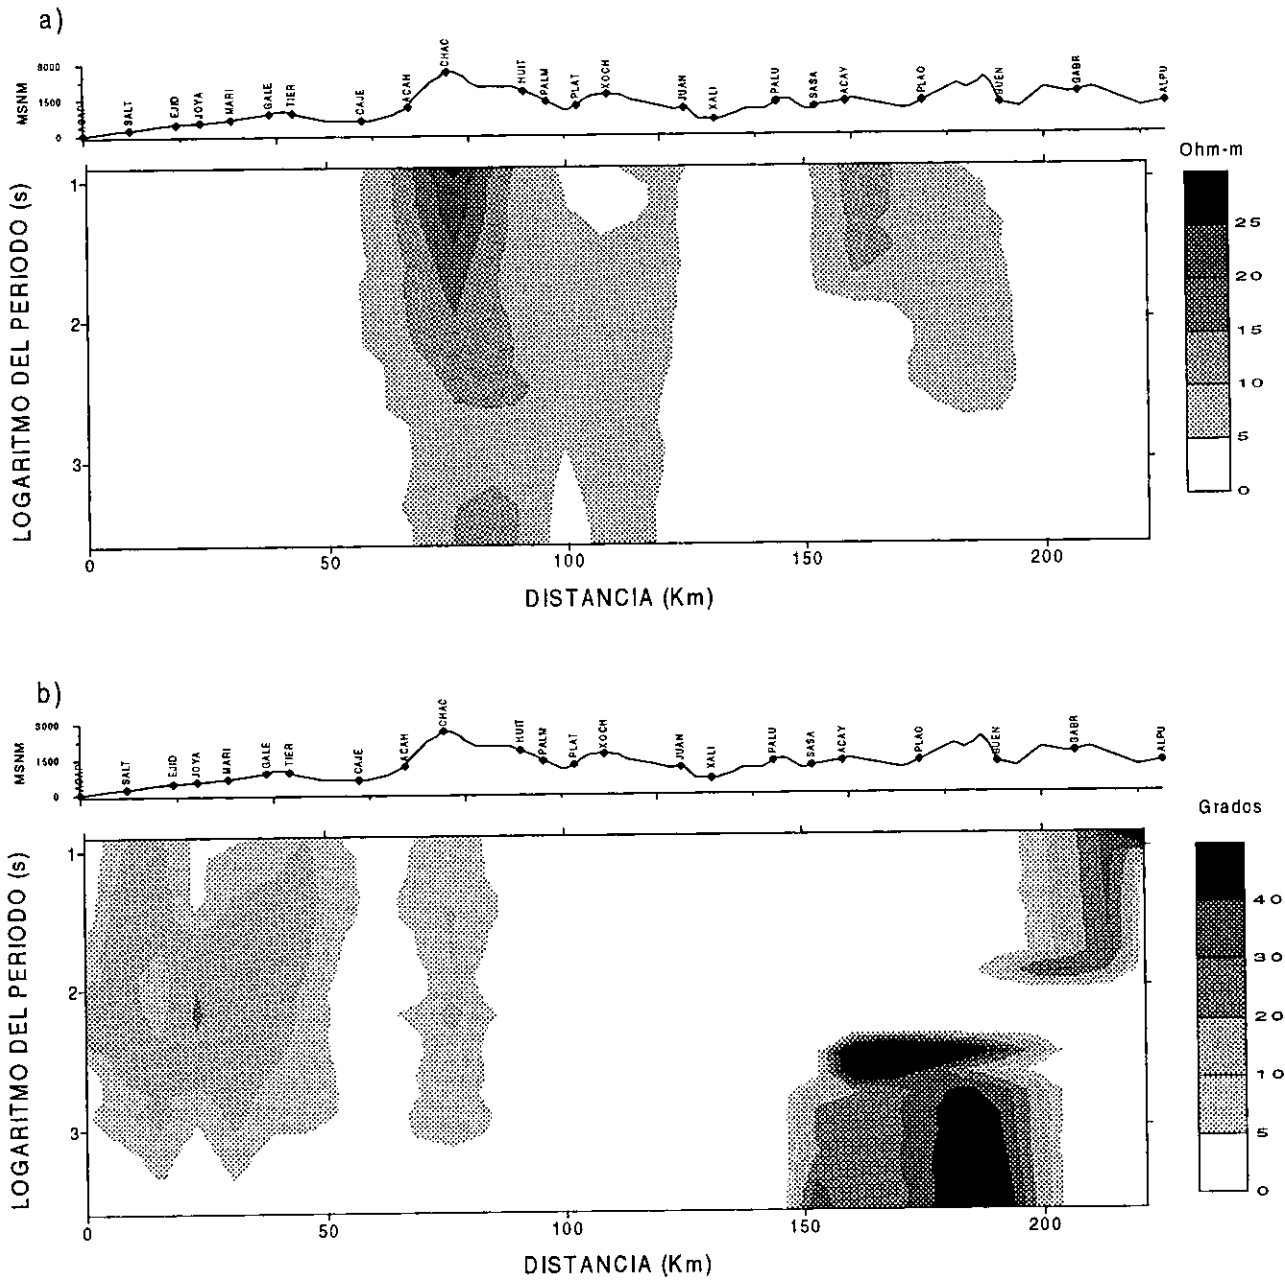 a)
MSNM
3000
1500
0
SALT
EJID
JOYA
MARI
GALE
TIER
CAJE
ACAH
CHAC
HUIT
PALM
PLAT
XOCH
JUAN
XALI
PALU
SASA
ACAY
PLAO
BUEN
GABR
ALPU
Ohm-m
25
20
15
10
5
0
LOGARITMO DEL PERIODO (s)
1
2
3
0 50 100 150 200
DISTANCIA (Km)
b)
MSNM
3000
1500
0
SALT
EJID
JOYA
MARI
GALE
TIER
CAJE
ACAH
CHAC
HUIT
PALM
PLAT
XOCH
JUAN
XALI
PALU
SASA
ACAY
PLAO
BUEN
GABR
ALPU
Grados
40
30
20
10
5
0
LOGARITMO DEL PERIODO (s)
1
2
3
0 50 100 150 200
DISTANCIA (Km)